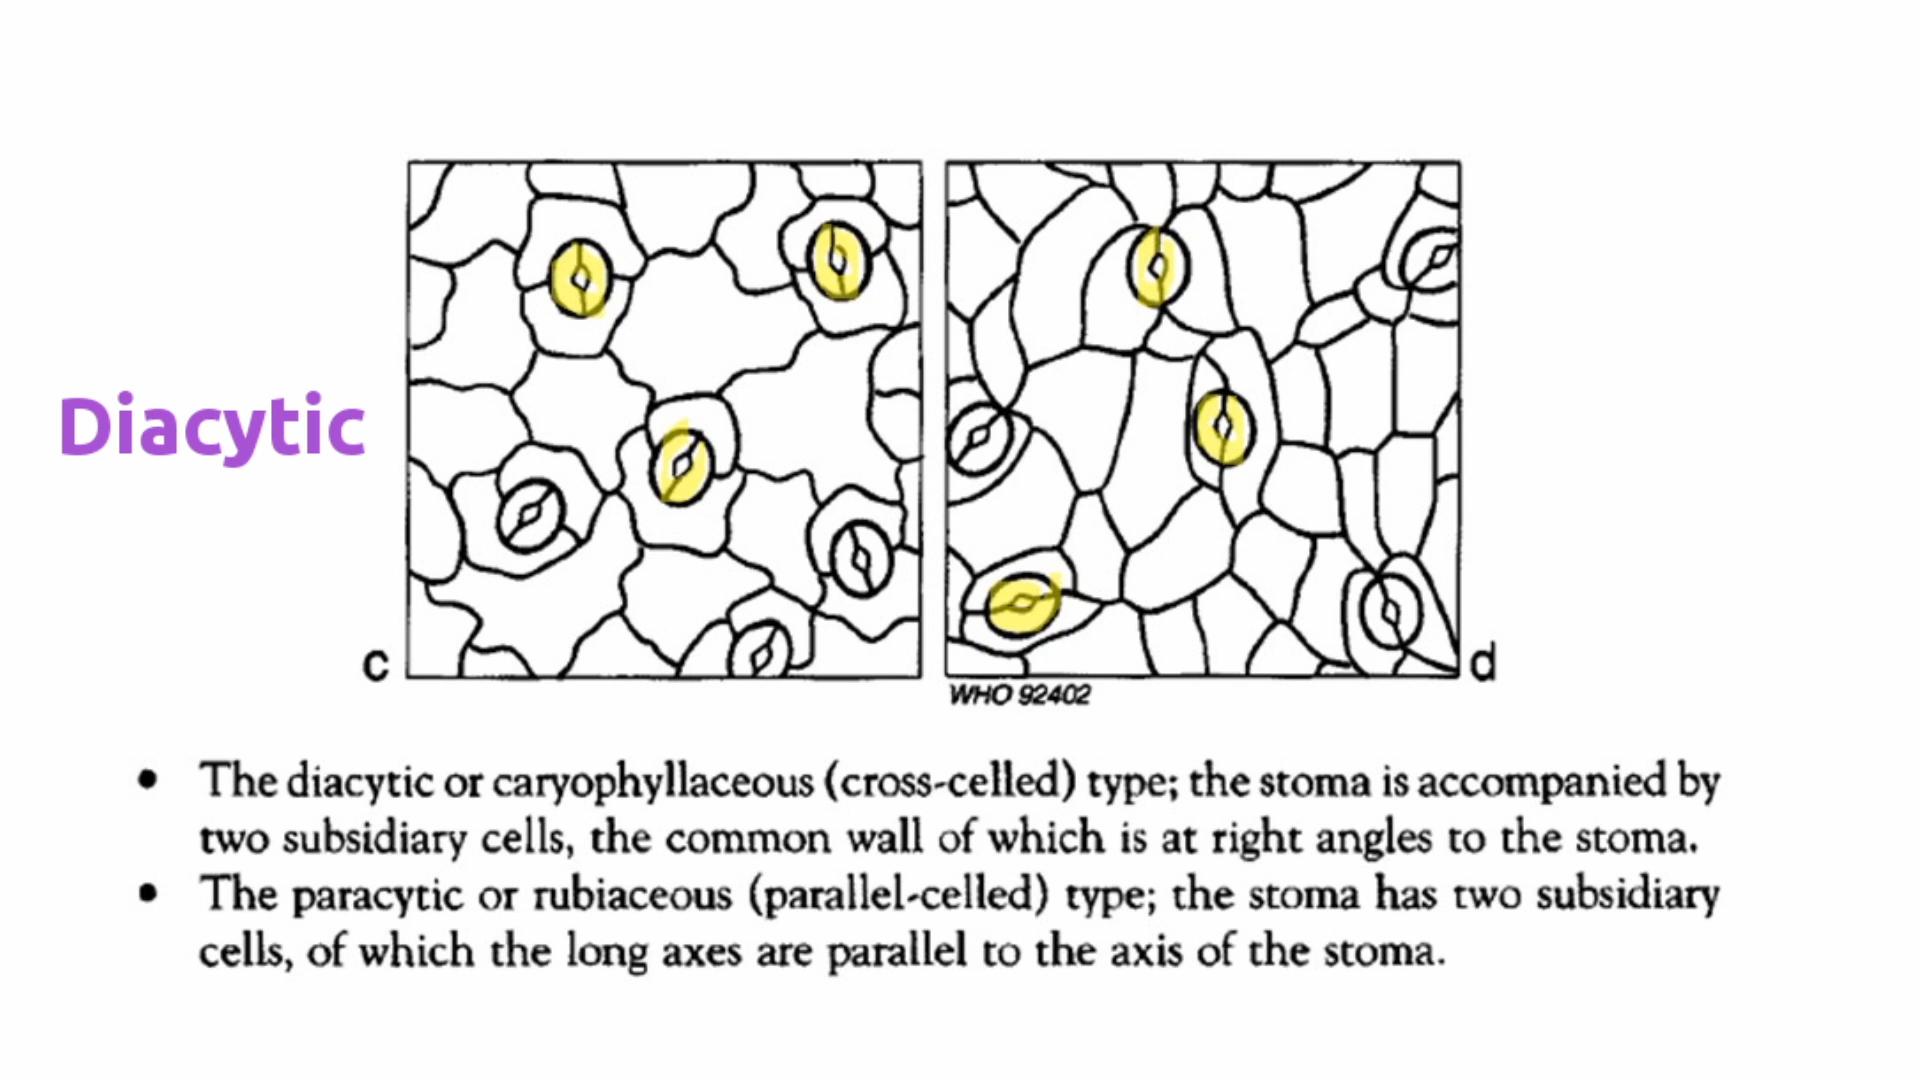 Diacytic
c
d
WHO 92402
• The diacytic or caryophyllaceous (cross-celled) type; the stoma is accompanied by
two subsidiary cells, the common wall of which is at right angles to the stoma.
• The paracytic or rubiaceous (parallel-celled) type; the stoma has two subsidiary
cells, of which the long axes are parallel to the axis of the stoma.